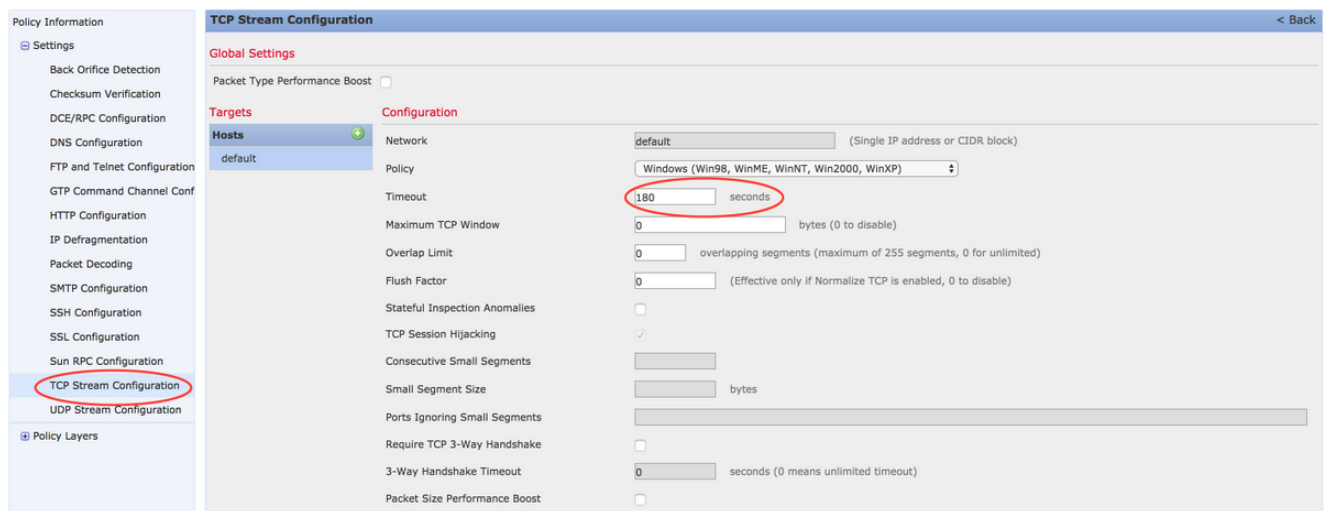 Policy Information
Settings
Back Orifice Detection
Checksum Verification
DCE/RPC Configuration
DNS Configuration
FTP and Telnet Configuration
GTP Command Channel Conf
HTTP Configuration
IP Defragmentation
Packet Decoding
SMTP Configuration
SSH Configuration
SSL Configuration
Sun RPC Configuration
TCP Stream Configuration
UDP Stream Configuration
Policy Layers
TCP Stream Configuration < Back
Global Settings
Packet Type Performance Boost
Targets
Hosts
default
Configuration
Network default (Single IP address or CIDR block)
Policy Windows (Win98, WinME, WinNT, Win2000, WinXP)
Timeout 180 seconds
Maximum TCP Window 0 bytes (0 to disable)
Overlap Limit 0 overlapping segments (maximum of 255 segments, 0 for unlimited)
Flush Factor 0 (Effective only if Normalize TCP is enabled, 0 to disable)
Stateful Inspection Anomalies
TCP Session Hijacking
Consecutive Small Segments
Small Segment Size bytes
Ports Ignoring Small Segments
Require TCP 3-Way Handshake
3-Way Handshake Timeout 0 seconds (0 means unlimited timeout)
Packet Size Performance Boost